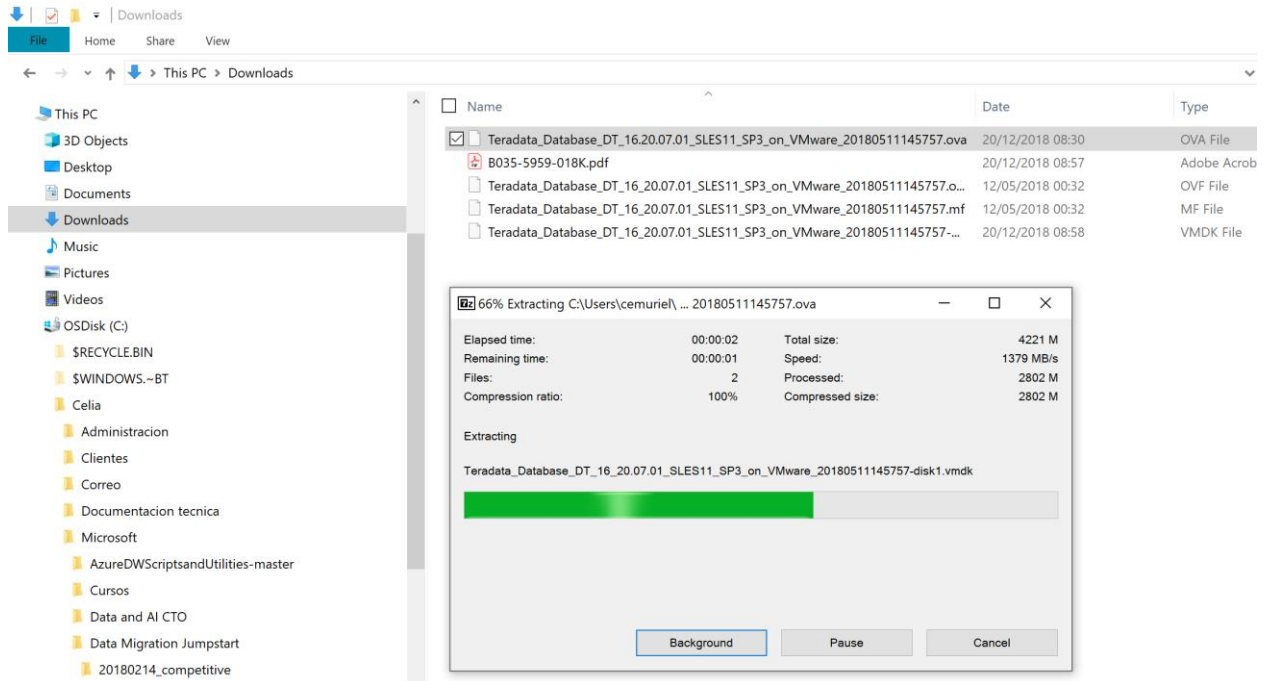 Downloads
File Home Share View
This PC > Downloads
This PC
3D Objects
Desktop
Documents
Downloads
Music
Pictures
Videos
OSDisk (C:)
$RECYCLE.BIN
$WINDOWS.~BT
Celia
Administracion
Clientes
Correo
Documentacion tecnica
Microsoft
AzureDWScriptsandUtilities-master
Cursos
Data and AI CTO
Data Migration Jumpstart
20180214_competitive
Name Date Type
Teradata_Database_DT_16.20.07.01_SLES11_SP3_on_VMware_20180511145757.ova 20/12/2018 08:30 OVA File
B035-5959-018K.pdf 20/12/2018 08:57 Adobe Acrob
Teradata_Database_DT_16_20.07.01_SLES11_SP3_on_VMware_20180511145757.o... 12/05/2018 00:32 OVF File
Teradata_Database_DT_16_20.07.01_SLES11_SP3_on_VMware_20180511145757.mf 12/05/2018 00:32 MF File
Teradata_Database_DT_16_20.07.01_SLES11_SP3_on_VMware_20180511145757-... 20/12/2018 08:58 VMDK File
7z 66% Extracting C:\Users\cemuriel\ ... 20180511145757.ova
Elapsed time: 00:00:02 Total size: 4221 M
Remaining time: 00:00:01 Speed: 1379 MB/s
Files: 2 Processed: 2802 M
Compression ratio: 100% Compressed size: 2802 M
Extracting
Teradata_Database_DT_16_20.07.01_SLES11_SP3_on_VMware_20180511145757-disk1.vmdk
Background Pause Cancel